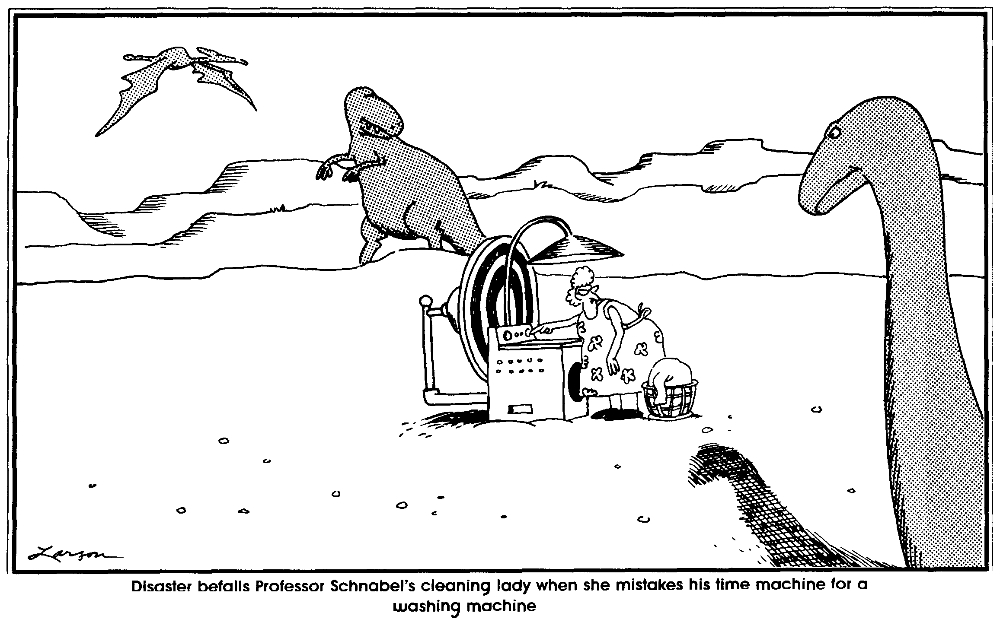 Larson
Disaster befalls Professor Schnabel's cleaning lady when she mistakes his time machine for a
washing machine